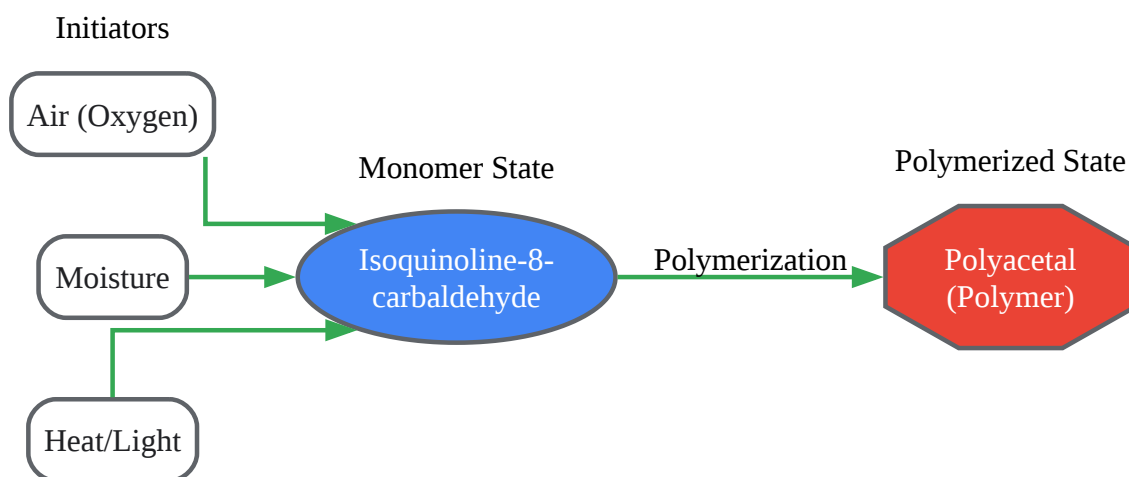 Initiators
Air (Oxygen)
Moisture
Heat/Light
Monomer State
Isoquinoline-8-
carbaldehyde
Polymerization
Polymerized State
Polyacetal
(Polymer)